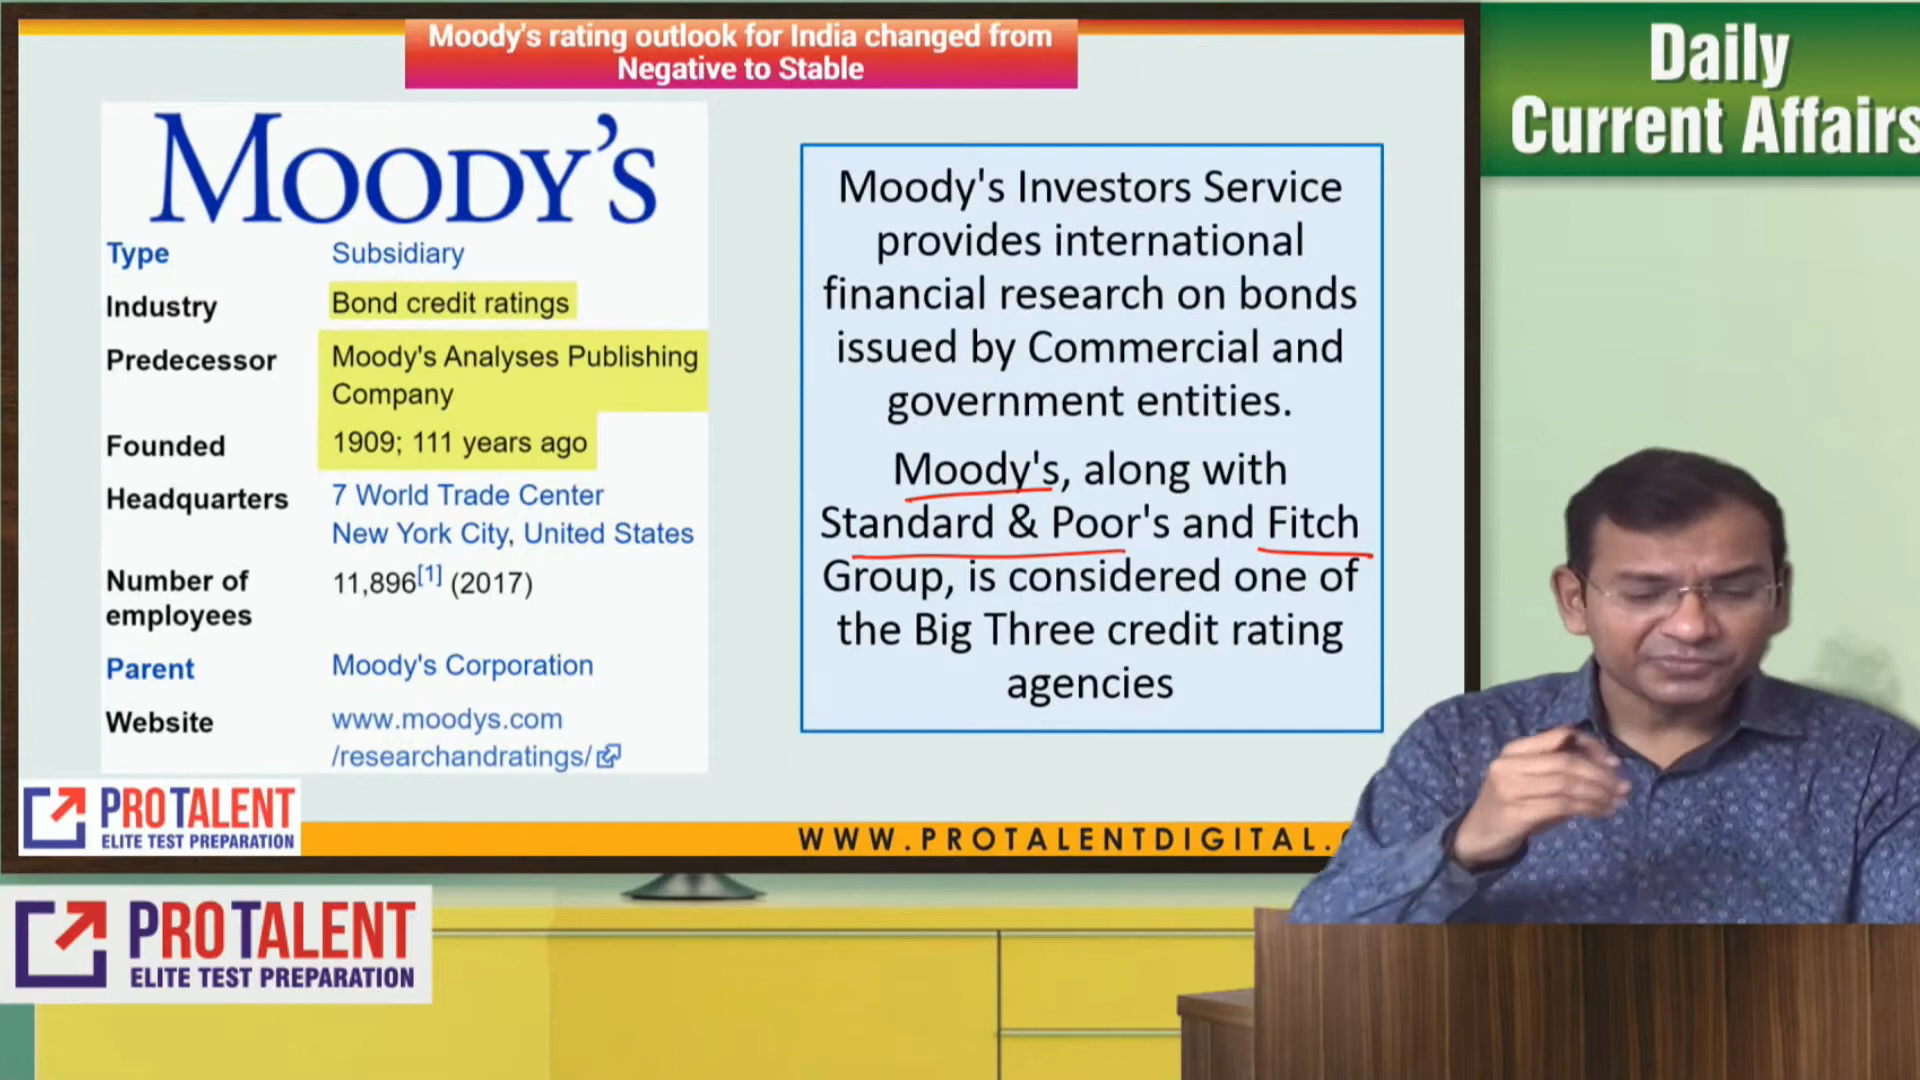 Moody's rating outlook for India changed from
Negative to Stable
Daily
Current Affairs
MOODY'S
Type Subsidiary
Industry Bond credit ratings
Predecessor Moody's Analyses Publishing
Company
Founded 1909; 111 years ago
Headquarters 7 World Trade Center
New York City, United States
Number of employees 11,896[1] (2017)
Parent Moody's Corporation
Website www.moodys.com
/researchandratings/
Moody's Investors Service
provides international
financial research on bonds
issued by Commercial and
government entities.
Moody's, along with
Standard & Poor's and Fitch
Group, is considered one of
the Big Three credit rating
agencies
PROTALENT
ELITE TEST PREPARATION
WWW.PROTALENTDIGITAL.
PROTALENT
ELITE TEST PREPARATION